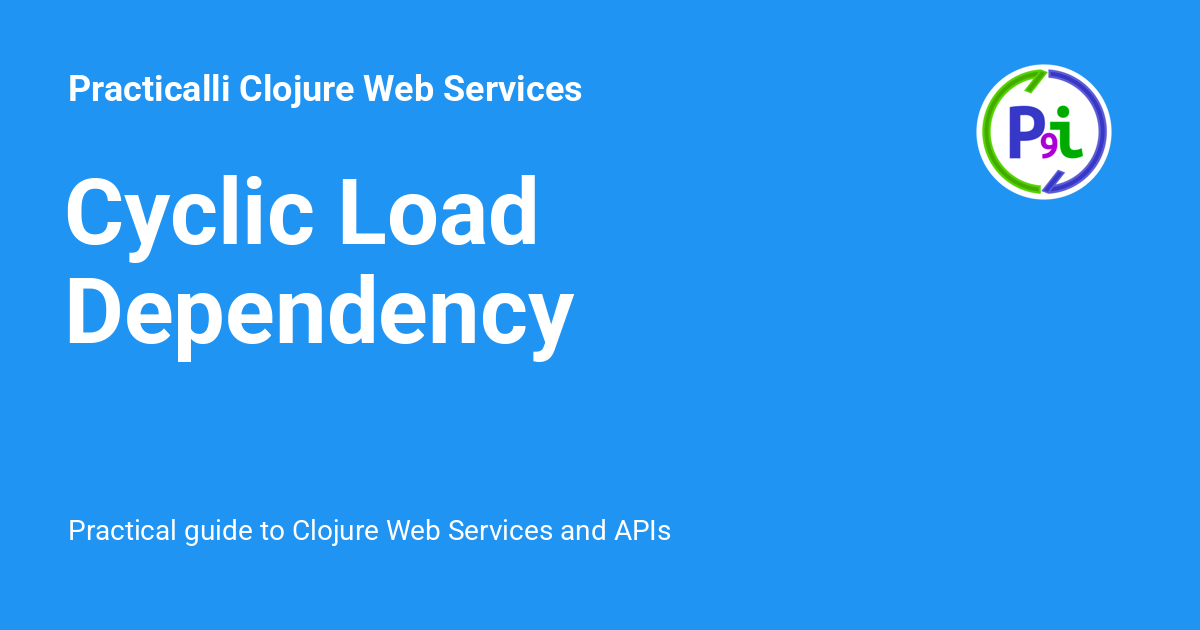 Practicalli Clojure Web Services
P9i
Cyclic Load
Dependency
Practical guide to Clojure Web Services and APIs